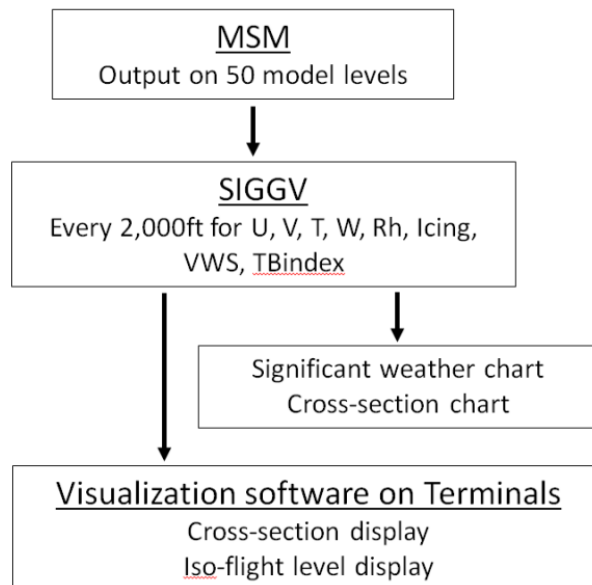 MSM
Output on 50 model levels
SIGGV
Every 2,000ft for U, V, T, W, Rh, Icing,
VWS, TBindex
Significant weather chart
Cross-section chart
Visualization software on Terminals
Cross-section display
Iso-flight level display